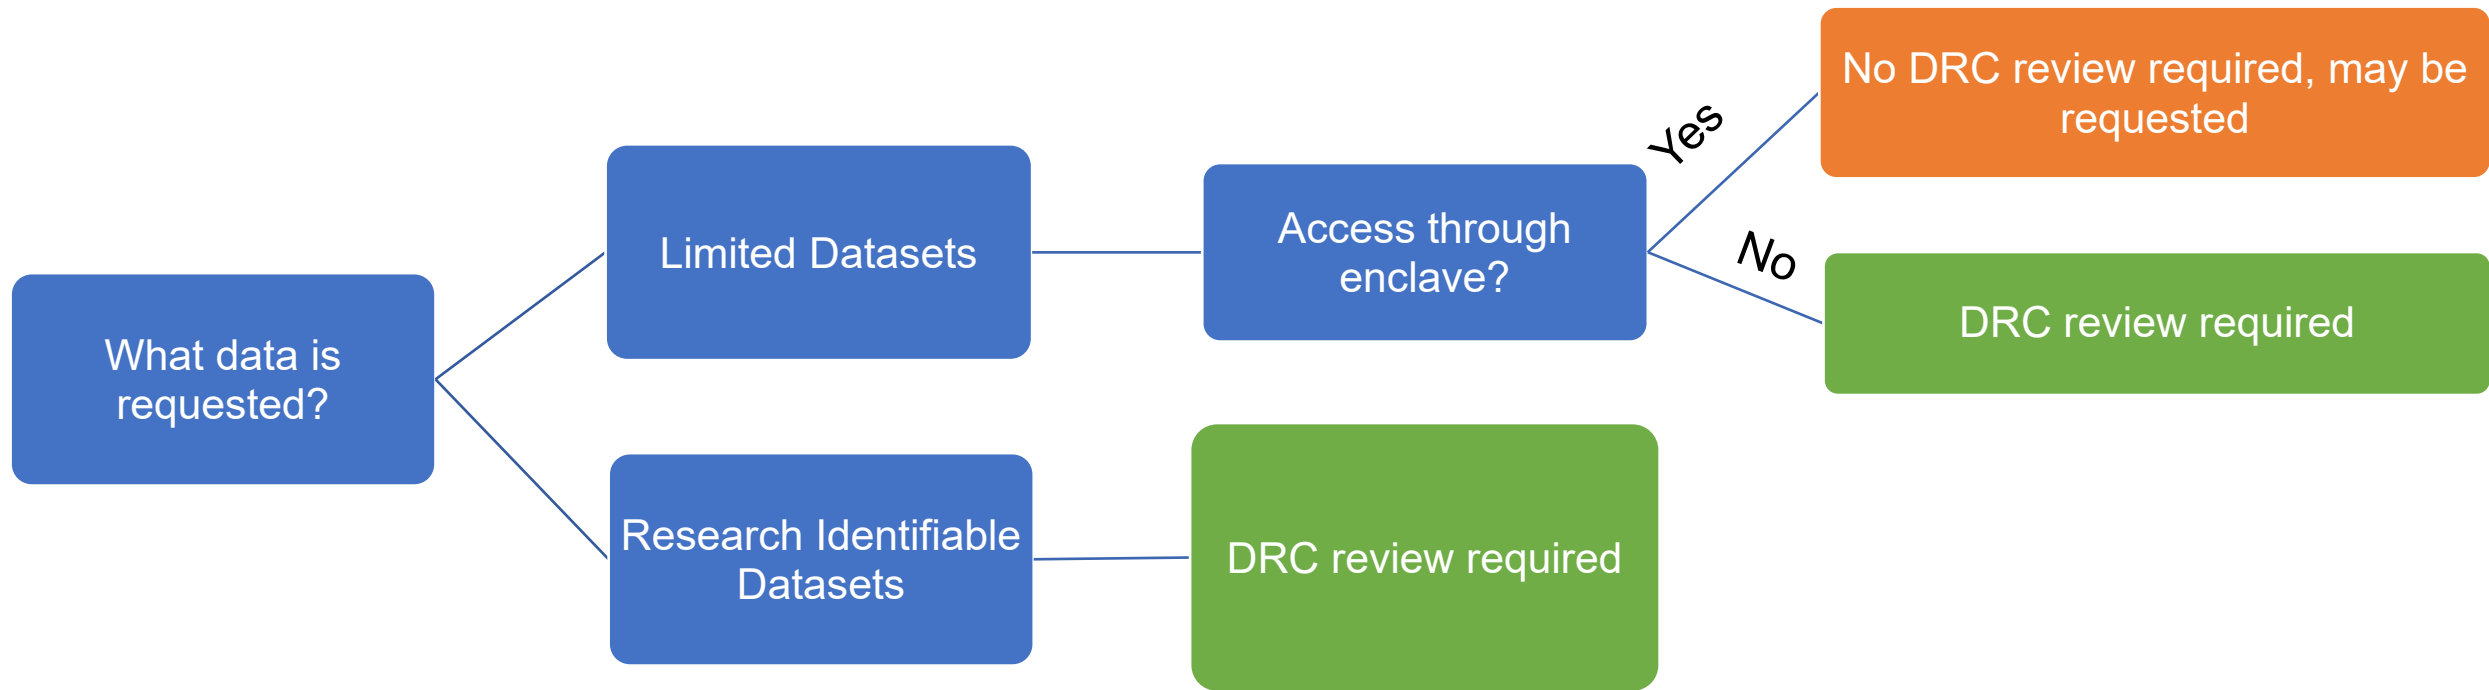 What data is
requested?
Limited Datasets
Access through
enclave?
Yes
No DRC review required, may be
requested
No
DRC review required
Research Identifiable
Datasets
DRC review required